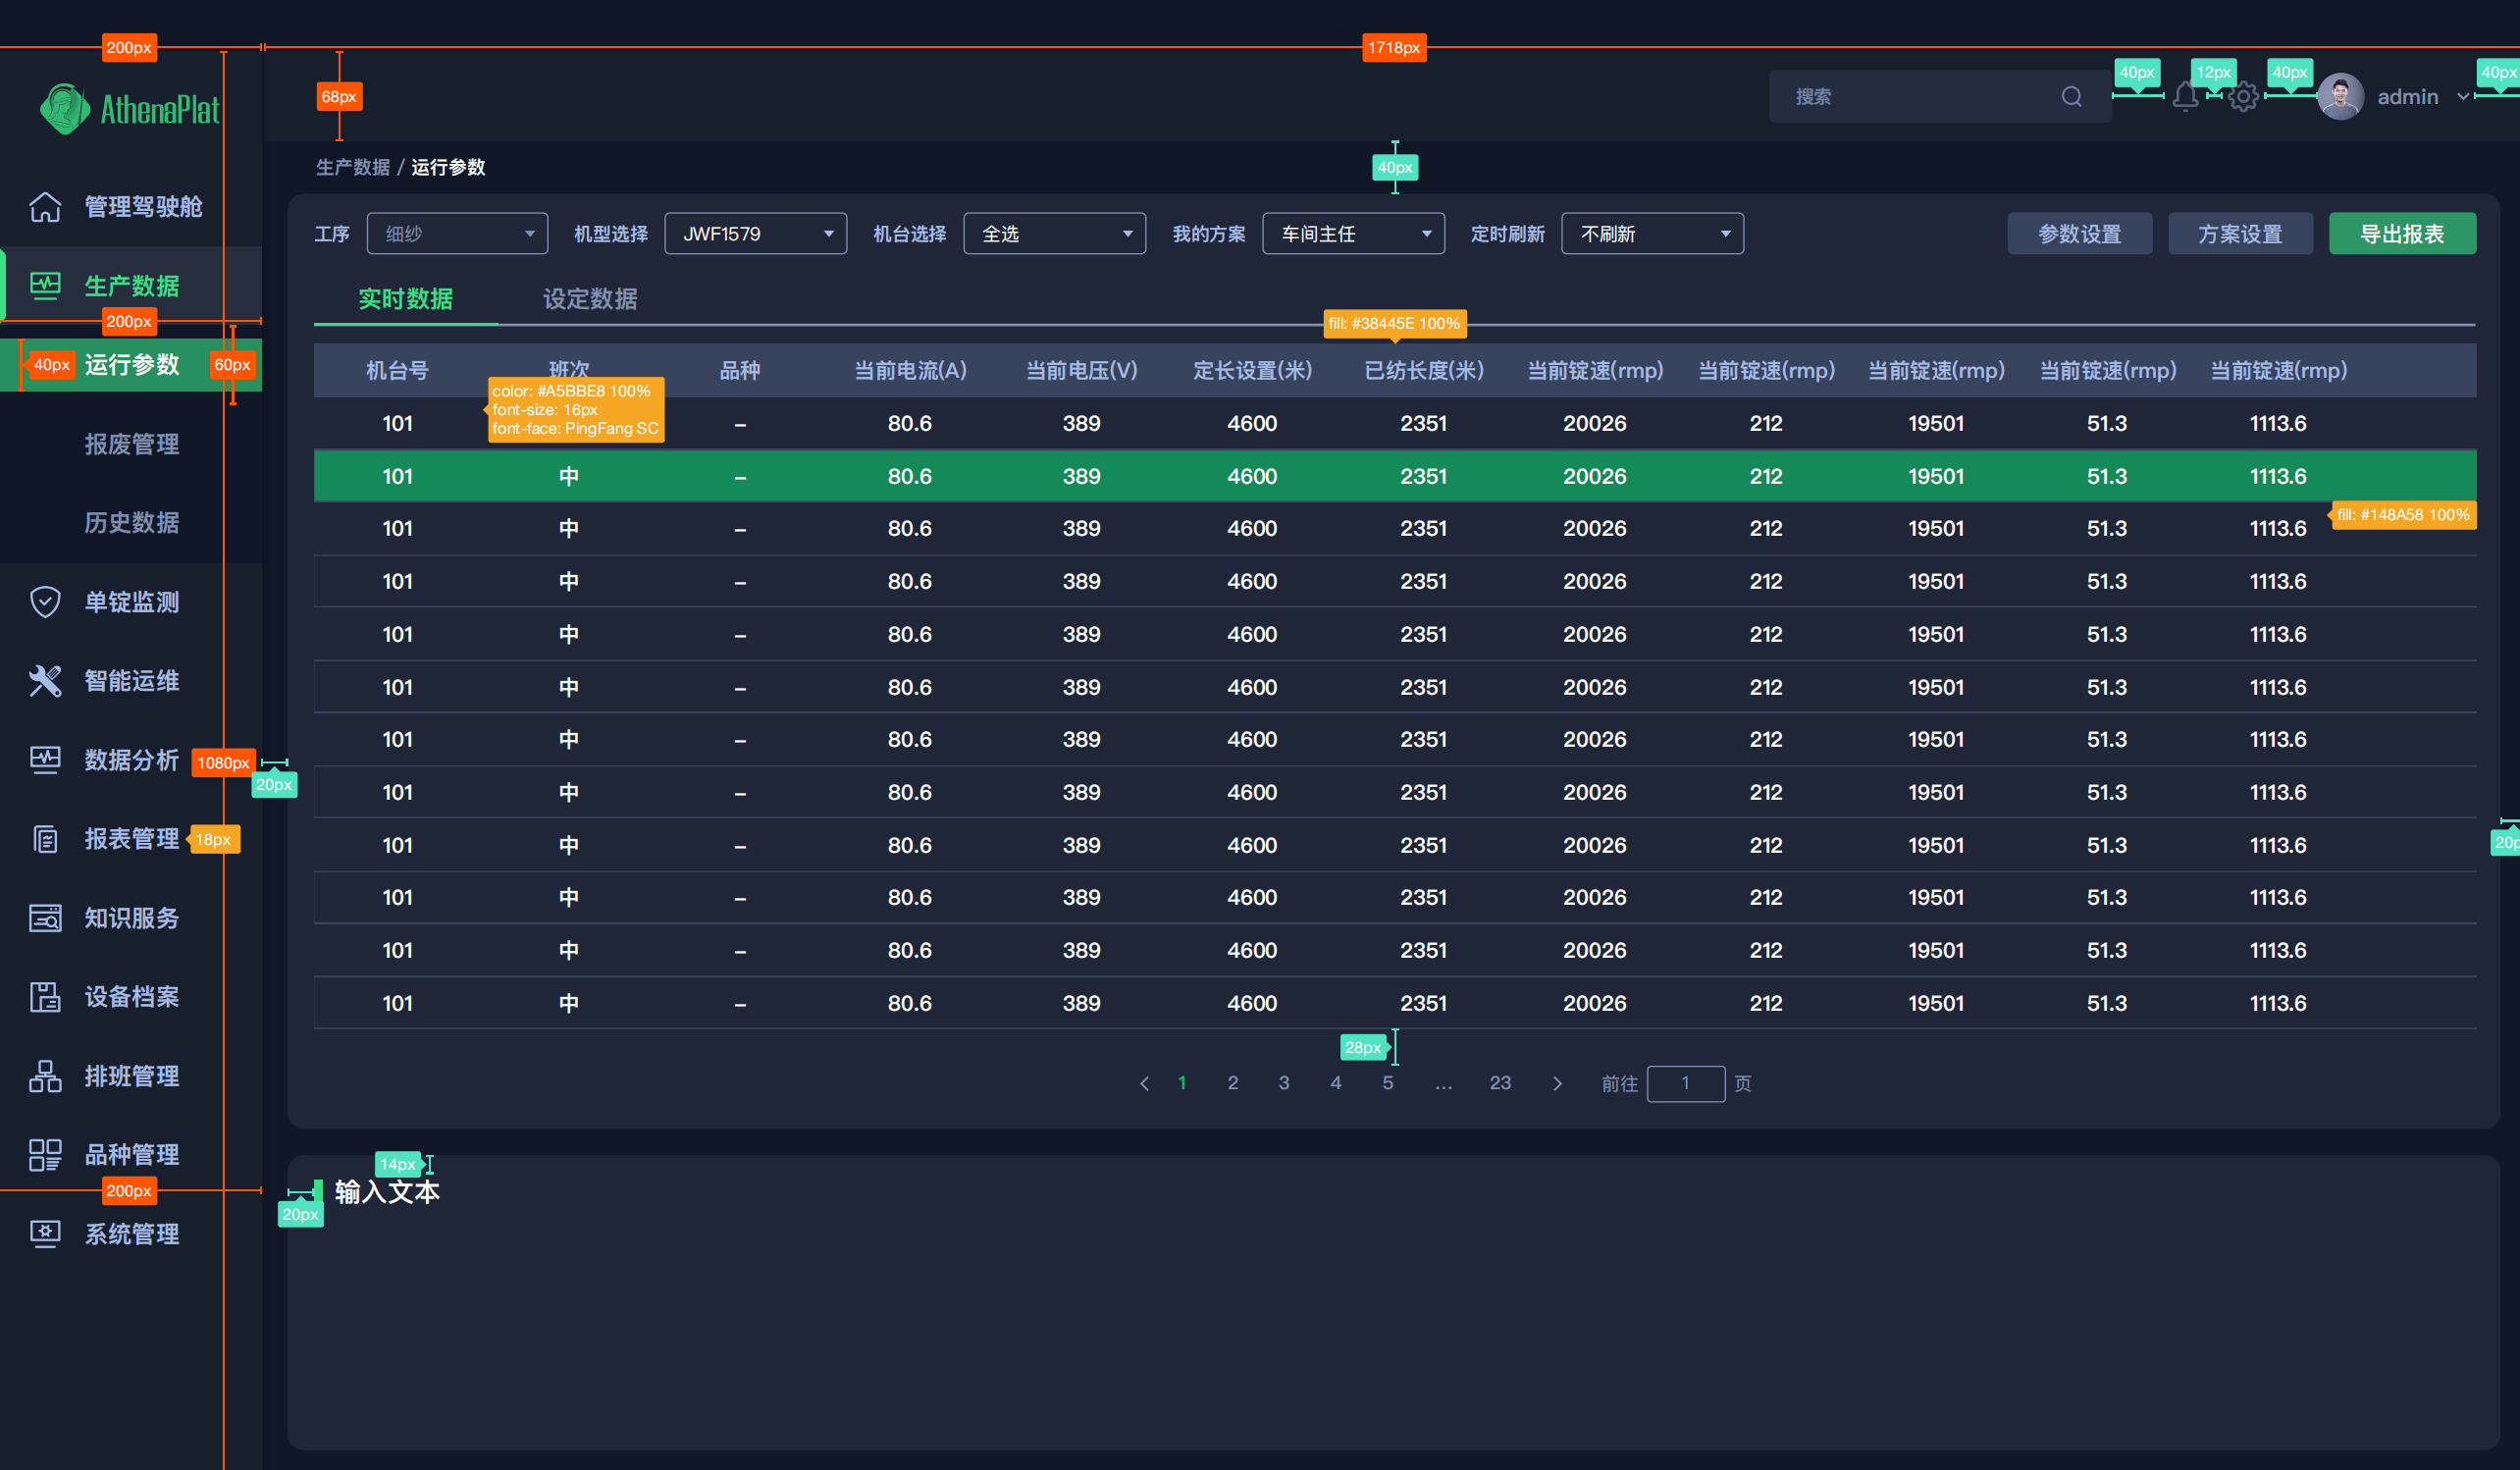 200px
1718px
AthenaPlat
68px
搜索
40px
12px
40px
admin
40px
生产数据 / 运行参数
40px
管理驾驶舱
工序 细纱 机型选择 JWF1579 机台选择 全选 我的方案 车间主任 定时刷新 不刷新 参数设置 方案设置 导出报表
生产数据
实时数据 设定数据
200px
fill: #38445E 100%
40px 运行参数 60px
机台号 班次 品种 当前电流(A) 当前电压(V) 定长设置(米) 已纺长度(米) 当前锭速(rmp) 当前锭速(rmp) 当前锭速(rmp) 当前锭速(rmp) 当前锭速(rmp)
color: #A5BBE8 100%
font-size: 16px
font-face: PingFang SC
101 – 80.6 389 4600 2351 20026 212 19501 51.3 1113.6
报废管理
101 中 – 80.6 389 4600 2351 20026 212 19501 51.3 1113.6
fill: #148A58 100%
历史数据
101 中 – 80.6 389 4600 2351 20026 212 19501 51.3 1113.6
101 中 – 80.6 389 4600 2351 20026 212 19501 51.3 1113.6
单锭监测
101 中 – 80.6 389 4600 2351 20026 212 19501 51.3 1113.6
智能运维
101 中 – 80.6 389 4600 2351 20026 212 19501 51.3 1113.6
101 中 – 80.6 389 4600 2351 20026 212 19501 51.3 1113.6
数据分析 1080px
20px
101 中 – 80.6 389 4600 2351 20026 212 19501 51.3 1113.6
报表管理 18px
101 中 – 80.6 389 4600 2351 20026 212 19501 51.3 1113.6
20p
101 中 – 80.6 389 4600 2351 20026 212 19501 51.3 1113.6
知识服务
101 中 – 80.6 389 4600 2351 20026 212 19501 51.3 1113.6
设备档案
101 中 – 80.6 389 4600 2351 20026 212 19501 51.3 1113.6
28px
排班管理
1 2 3 4 5 ... 23 前往 1 页
品种管理
14px
200px
输入文本
20px
系统管理